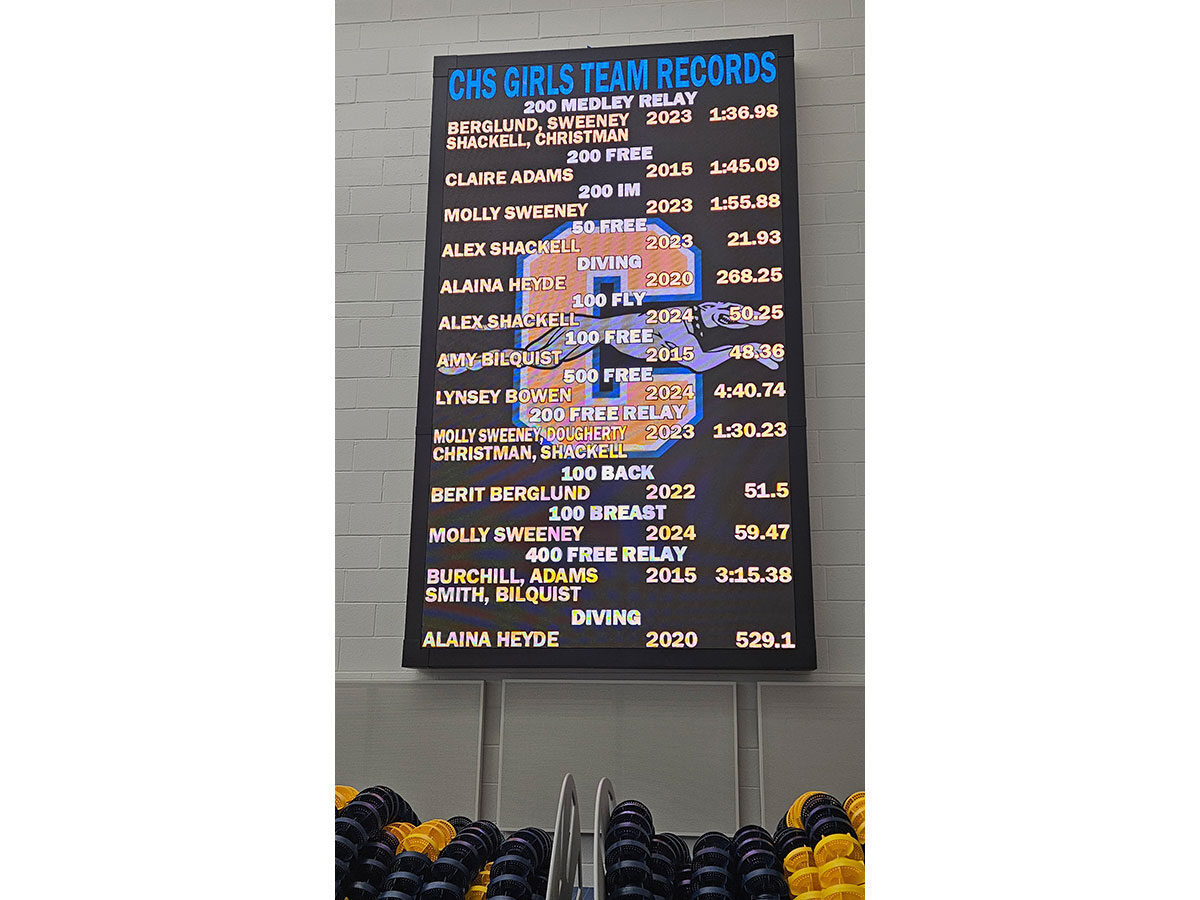 CHS GIRLS TEAM RECORDS
200 MEDLEY RELAY
BERGLUND, SWEENEY 2023 1:36.98
SHACKELL, CHRISTMAN
200 FREE
CLAIRE ADAMS 2015 1:45.09
200 IM
MOLLY SWEENEY 2023 1:55.88
50 FREE
ALEX SHACKELL 2023 21.93
DIVING
ALAINA HEYDE 2020 268.25
100 FLY
ALEX SHACKELL 2024 50.25
100 FREE
AMY BILQUIST 2015 48.36
500 FREE
LYNSEY BOWEN 2024 4:40.74
200 FREE RELAY
MOLLY SWEENEY, DOUGHERTY 2023 1:30.23
CHRISTMAN, SHACKELL
100 BACK
BERIT BERGLUND 2022 51.5
100 BREAST
MOLLY SWEENEY 2024 59.47
400 FREE RELAY
BURCHILL, ADAMS 2015 3:15.38
SMITH, BILQUIST
DIVING
ALAINA HEYDE 2020 529.1
C